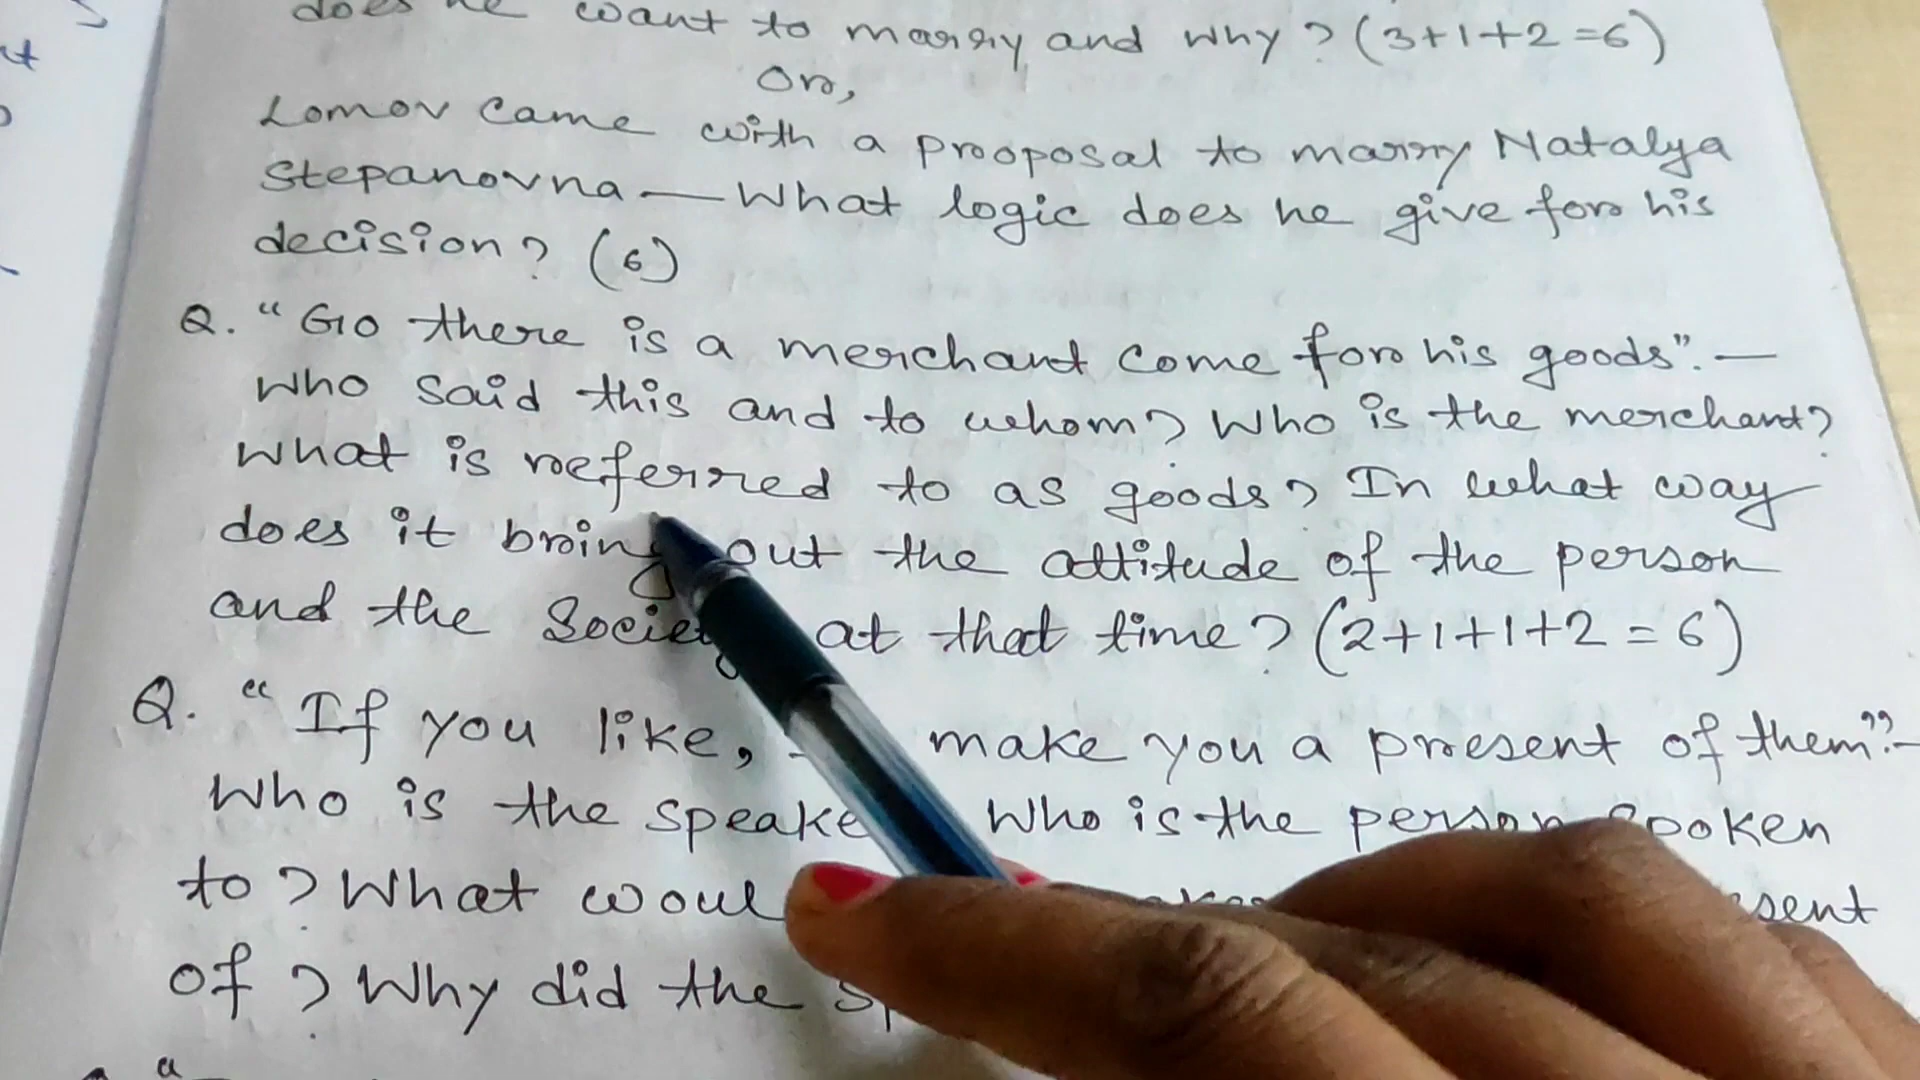 does he want to marry and why? (3+1+2=6)
Or,
Lomov came with a proposal to marry Natalya
Stepanovna — What logic does he give for his
decision? (6)
Q. "Go there is a merchant come for his goods". —
Who said this and to whom? Who is the merchant?
What is referred to as goods? In what way
does it bring out the attitude of the person
and the Society at that time? (2+1+1+2=6)
Q. "If you like, make you a present of them". —
Who is the speake Who is the person spoken
to? What woul sent
of? Why did the